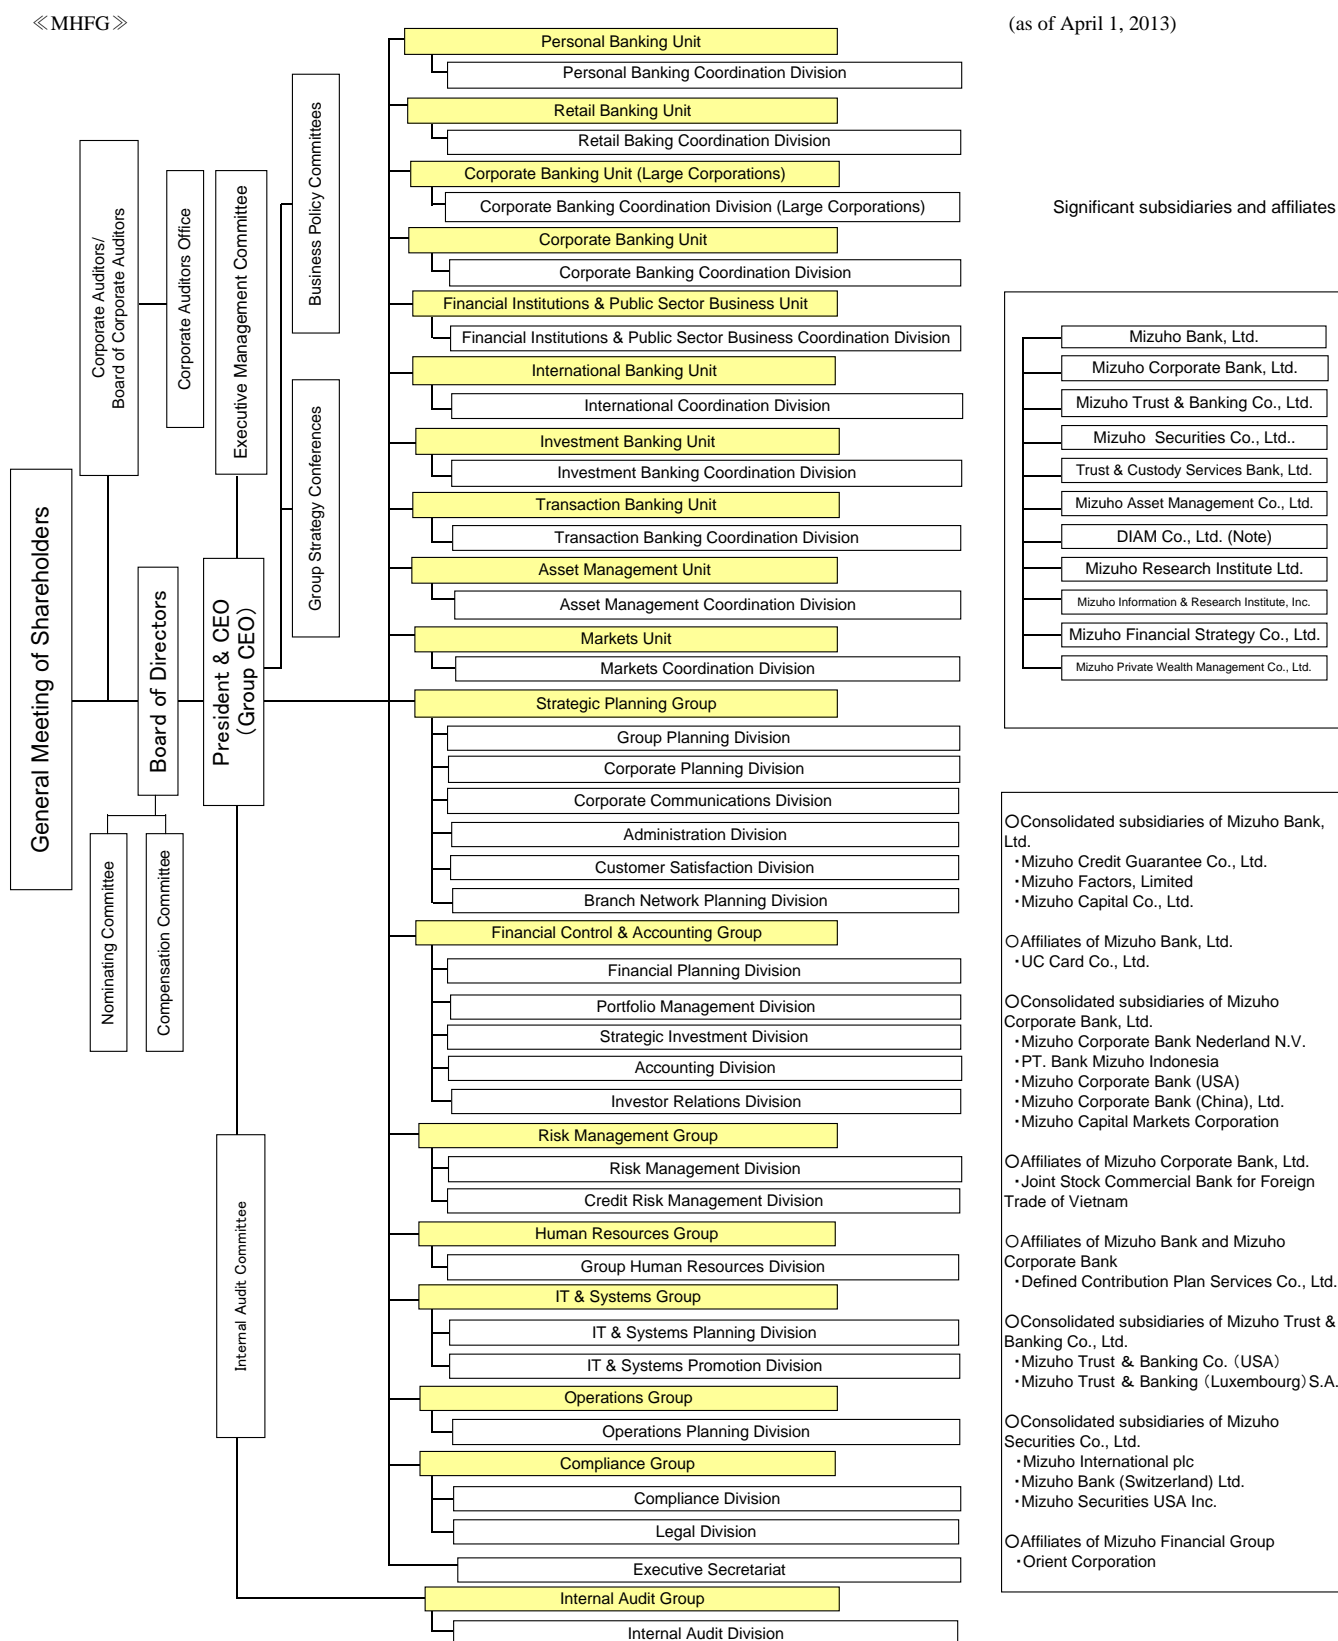 ≪MHFG≫
(as of April 1, 2013)
General Meeting of Shareholders
Corporate Auditors/
Board of Corporate Auditors
Corporate Auditors Office
Board of Directors
Nominating Committee
Compensation Committee
Executive Management Committee
President & CEO
(Group CEO)
Internal Audit Committee
Business Policy Committees
Group Strategy Conferences
Personal Banking Unit
Personal Banking Coordination Division
Retail Banking Unit
Retail Baking Coordination Division
Corporate Banking Unit (Large Corporations)
Corporate Banking Coordination Division (Large Corporations)
Corporate Banking Unit
Corporate Banking Coordination Division
Financial Institutions & Public Sector Business Unit
Financial Institutions & Public Sector Business Coordination Division
International Banking Unit
International Coordination Division
Investment Banking Unit
Investment Banking Coordination Division
Transaction Banking Unit
Transaction Banking Coordination Division
Asset Management Unit
Asset Management Coordination Division
Markets Unit
Markets Coordination Division
Strategic Planning Group
Group Planning Division
Corporate Planning Division
Corporate Communications Division
Administration Division
Customer Satisfaction Division
Branch Network Planning Division
Financial Control & Accounting Group
Financial Planning Division
Portfolio Management Division
Strategic Investment Division
Accounting Division
Investor Relations Division
Risk Management Group
Risk Management Division
Credit Risk Management Division
Human Resources Group
Group Human Resources Division
IT & Systems Group
IT & Systems Planning Division
IT & Systems Promotion Division
Operations Group
Operations Planning Division
Compliance Group
Compliance Division
Legal Division
Executive Secretariat
Internal Audit Group
Internal Audit Division
Significant subsidiaries and affiliates
Mizuho Bank, Ltd.
Mizuho Corporate Bank, Ltd.
Mizuho Trust & Banking Co., Ltd.
Mizuho Securities Co., Ltd..
Trust & Custody Services Bank, Ltd.
Mizuho Asset Management Co., Ltd.
DIAM Co., Ltd. (Note)
Mizuho Research Institute Ltd.
Mizuho Information & Research Institute, Inc.
Mizuho Financial Strategy Co., Ltd.
Mizuho Private Wealth Management Co., Ltd.
○Consolidated subsidiaries of Mizuho Bank,
Ltd.
・Mizuho Credit Guarantee Co., Ltd.
・Mizuho Factors, Limited
・Mizuho Capital Co., Ltd.
○Affiliates of Mizuho Bank, Ltd.
・UC Card Co., Ltd.
○Consolidated subsidiaries of Mizuho
Corporate Bank, Ltd.
・Mizuho Corporate Bank Nederland N.V.
・PT. Bank Mizuho Indonesia
・Mizuho Corporate Bank (USA)
・Mizuho Corporate Bank (China), Ltd.
・Mizuho Capital Markets Corporation
○Affiliates of Mizuho Corporate Bank, Ltd.
・Joint Stock Commercial Bank for Foreign
Trade of Vietnam
○Affiliates of Mizuho Bank and Mizuho
Corporate Bank
・Defined Contribution Plan Services Co., Ltd.
○Consolidated subsidiaries of Mizuho Trust &
Banking Co., Ltd.
・Mizuho Trust & Banking Co. (USA)
・Mizuho Trust & Banking (Luxembourg) S.A.
○Consolidated subsidiaries of Mizuho
Securities Co., Ltd.
・Mizuho International plc
・Mizuho Bank (Switzerland) Ltd.
・Mizuho Securities USA Inc.
○Affiliates of Mizuho Financial Group
・Orient Corporation